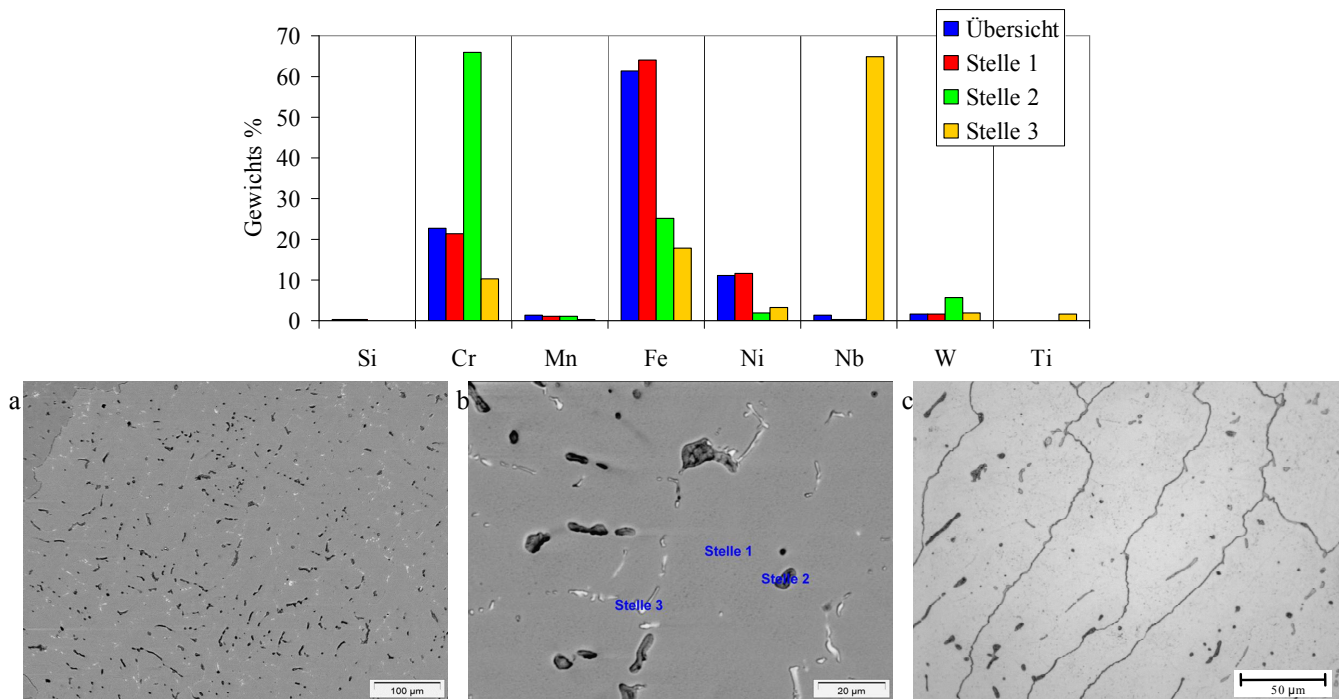 70
60
50
40
30
20
10
0
Gewichts %
Übersicht
Stelle 1
Stelle 2
Stelle 3
Si Cr Mn Fe Ni Nb W Ti
a
100 µm
b
Stelle 1
Stelle 2
Stelle 3
20 µm
c
50 µm